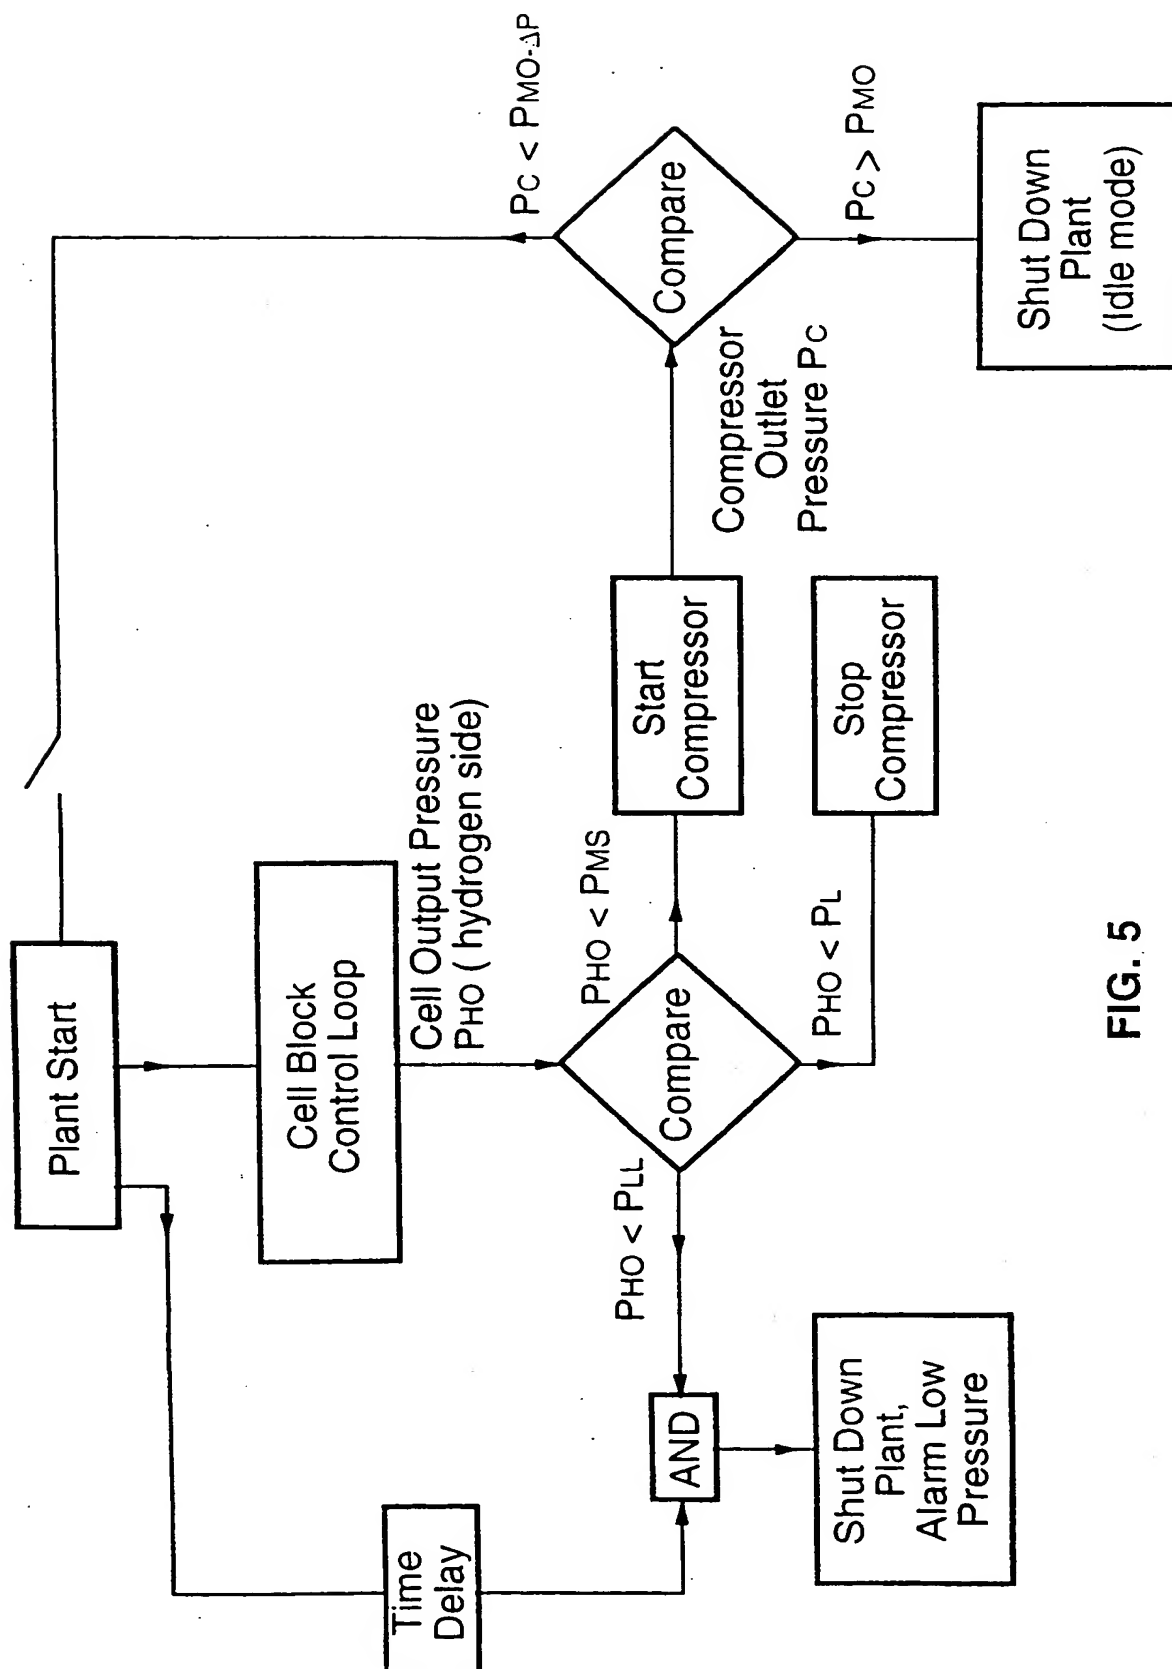 Plant Start
Cell Block
Control Loop
Time
Delay
Cell Output Pressure
PHO ( hydrogen side)
PC < PMO-ΔP
PHO < PLL
Compare
PHO < PMS
Start
Compressor
Compressor
Outlet
Pressure PC
Compare
AND
PHO < PL
Stop
Compressor
PC > PMO
Shut Down
Plant,
Alarm Low
Pressure
Shut Down
Plant
(Idle mode)
FIG. 5